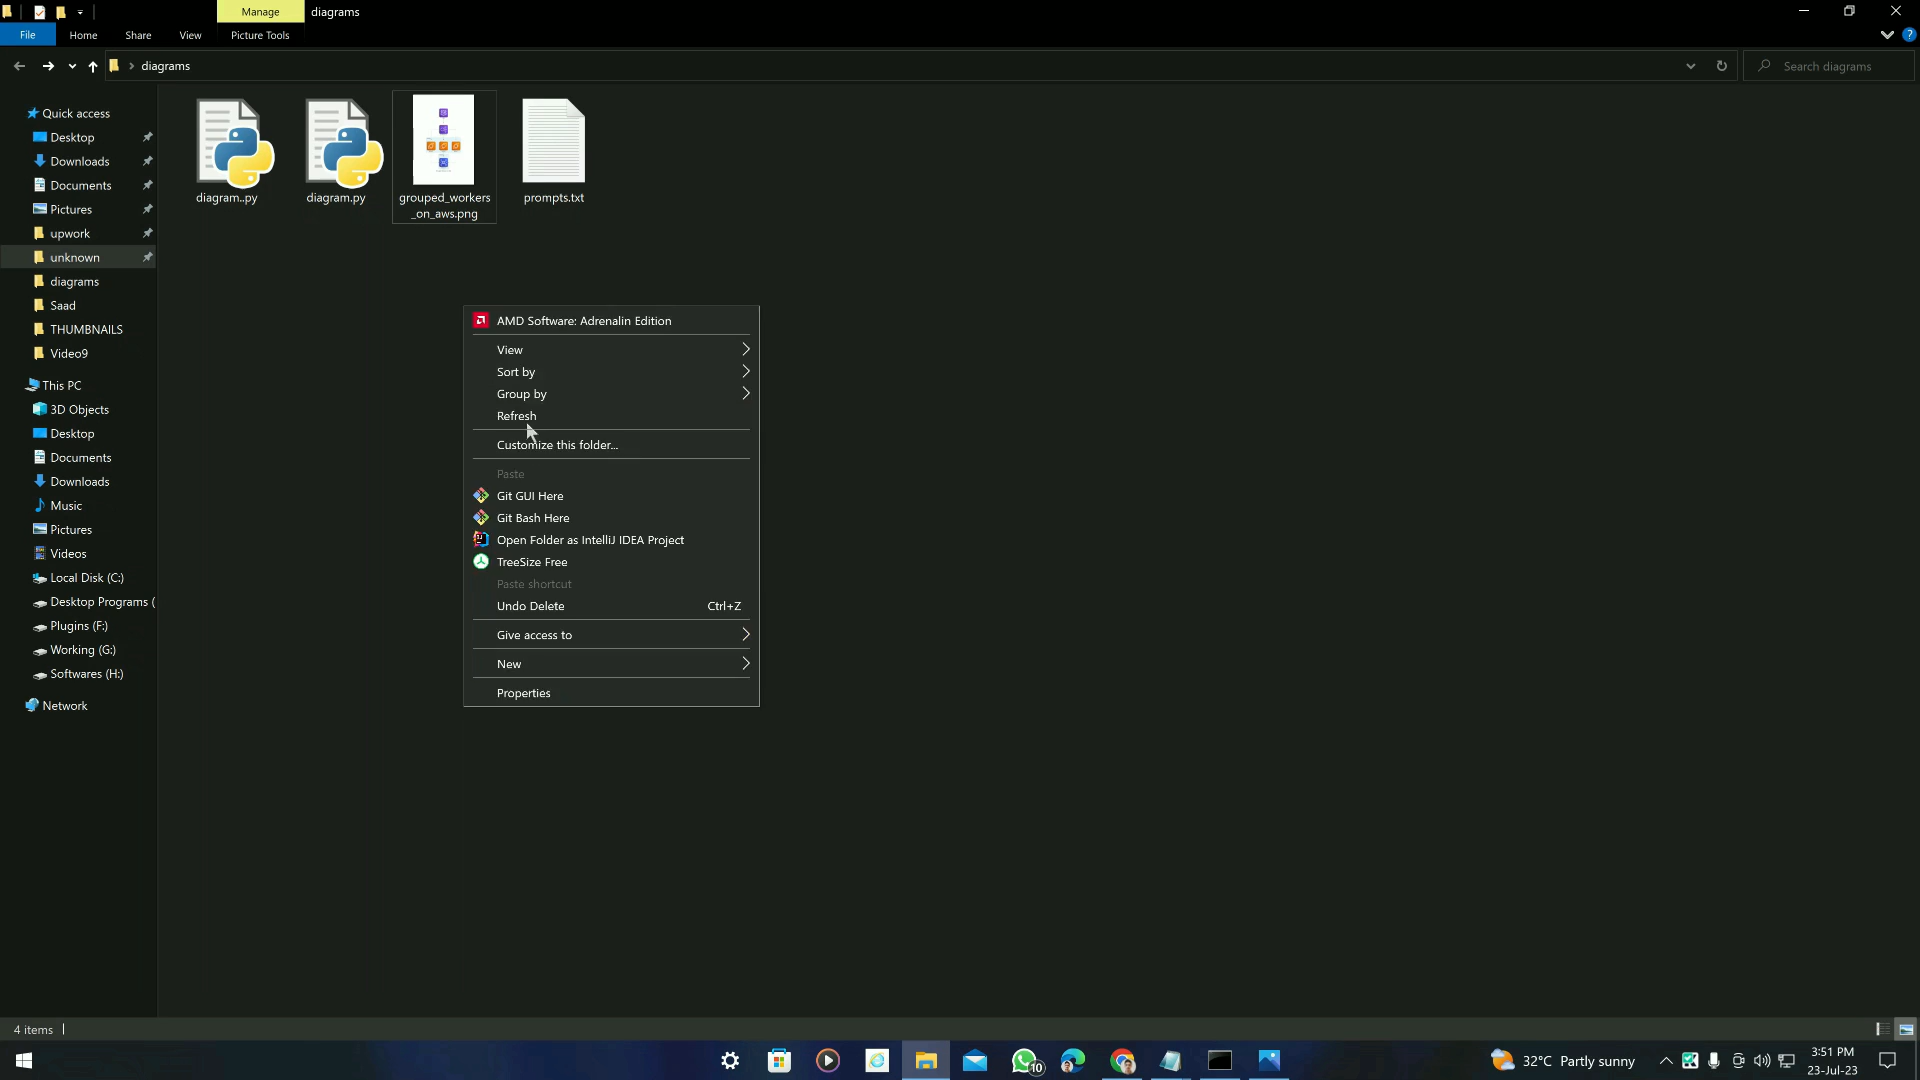 Manage
diagrams
File
Home
Share
View
Picture Tools
?
diagrams
Search diagrams
Quick access
Desktop
Downloads
Documents
Pictures
upwork
unknown
diagrams
Saad
THUMBNAILS
Video9
This PC
3D Objects
Desktop
Documents
Downloads
Music
Pictures
Videos
Local Disk (C:)
Desktop Programs (
Plugins (F:)
Working (G:)
Softwares (H:)
Network
diagram..py
diagram.py
grouped_workers
_on_aws.png
prompts.txt
AMD Software: Adrenalin Edition
View
Sort by
Group by
Refresh
Customize this folder...
Paste
Git GUI Here
Git Bash Here
Open Folder as IntelliJ IDEA Project
TreeSize Free
Paste shortcut
Undo Delete Ctrl+Z
Give access to
New
Properties
4 items
10
32°C Partly sunny
3:51 PM
23-Jul-23